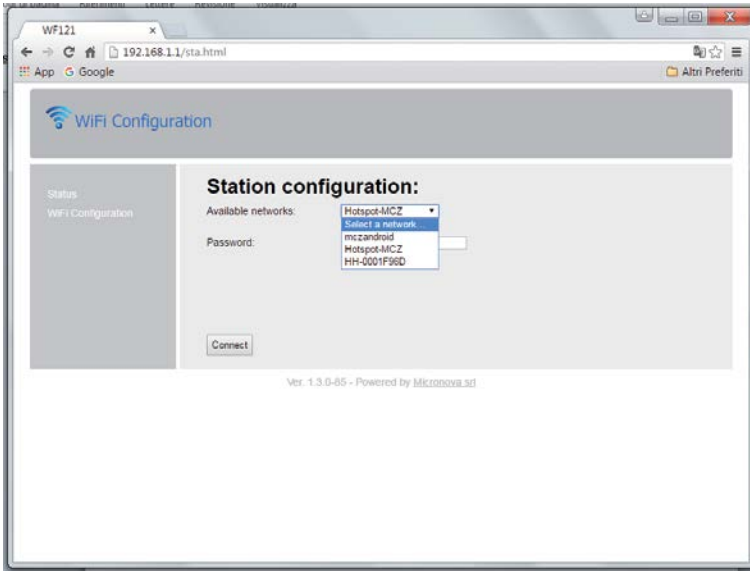 WF121
192.168.1.1/sta.html
App Google Altri Preferiti
WiFi Configuration
Status
WiFi Configuration
Station configuration:
Available networks: Hotspot-MCZ
Select a network...
mczandroid
Hotspot-MCZ
HH-0001F96D
Password:
Connect
Ver. 1.3.0-85 - Powered by Micronova srl